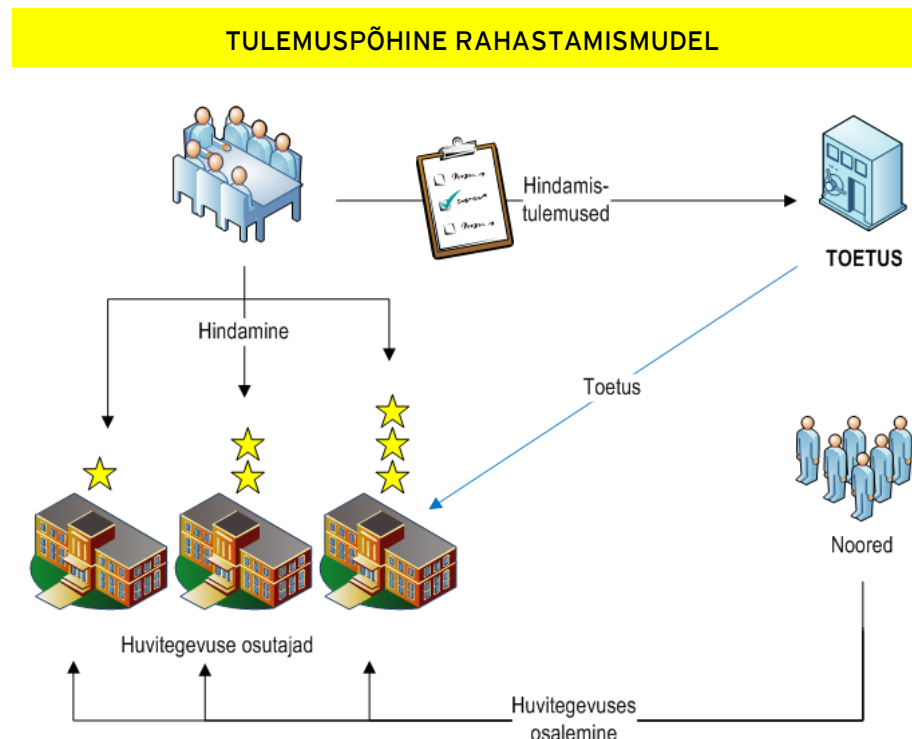 TULEMUSPÕHINE RAHASTAMISMUDEL
Hindamis-
tulemused
TOETUS
Hindamine
Toetus
Noored
Huvitegevuse osutajad
Huvitegevuses
osalemine